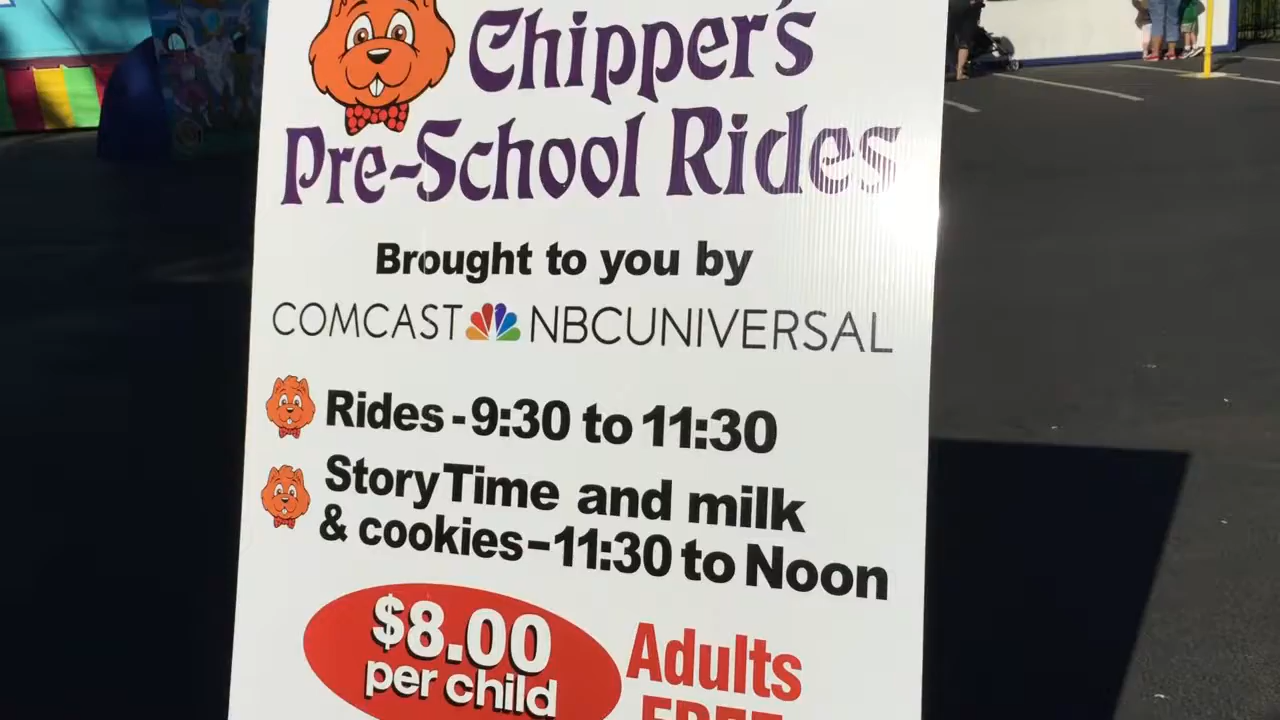 Chipper's
Pre-School Rides
Brought to you by
COMCAST NBCUNIVERSAL
Rides - 9:30 to 11:30
Story Time and milk
& cookies - 11:30 to Noon
$8.00
per child
Adults
FREE